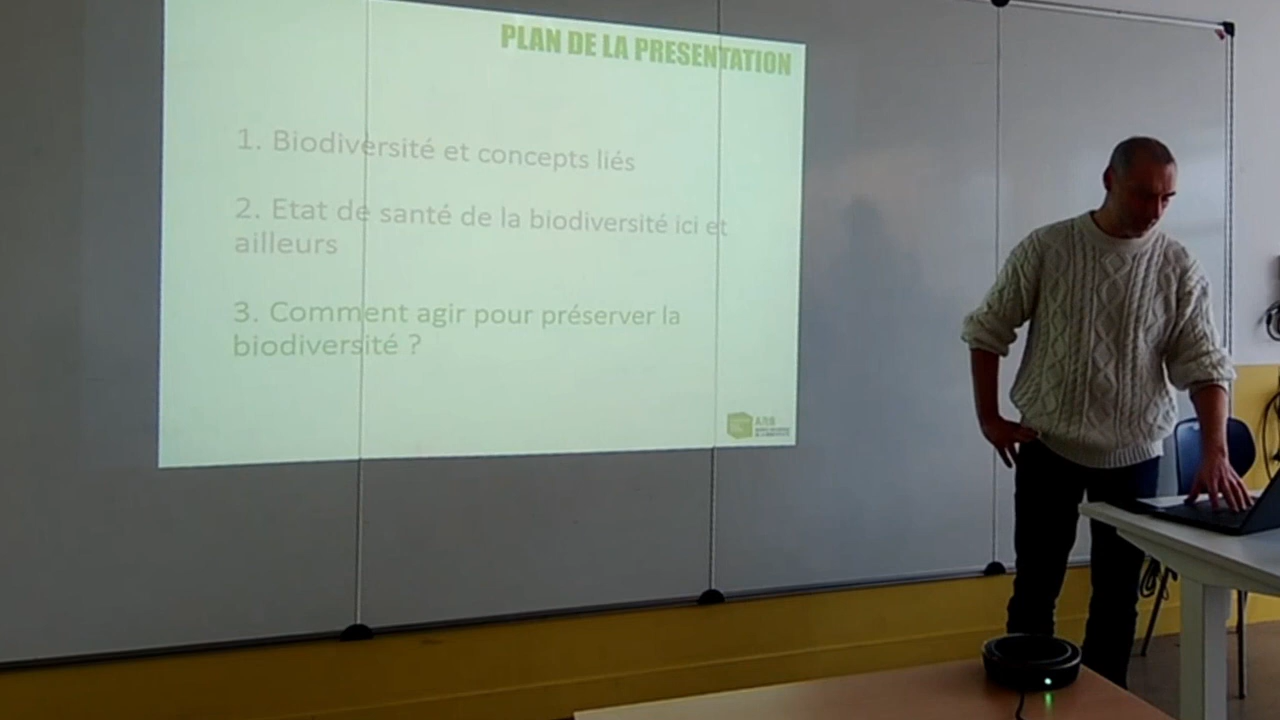 PLAN DE LA PRESENTATION
1. Biodiversité et concepts liés
2. Etat de santé de la biodiversité ici et
ailleurs
3. Comment agir pour préserver la
biodiversité ?
ARB